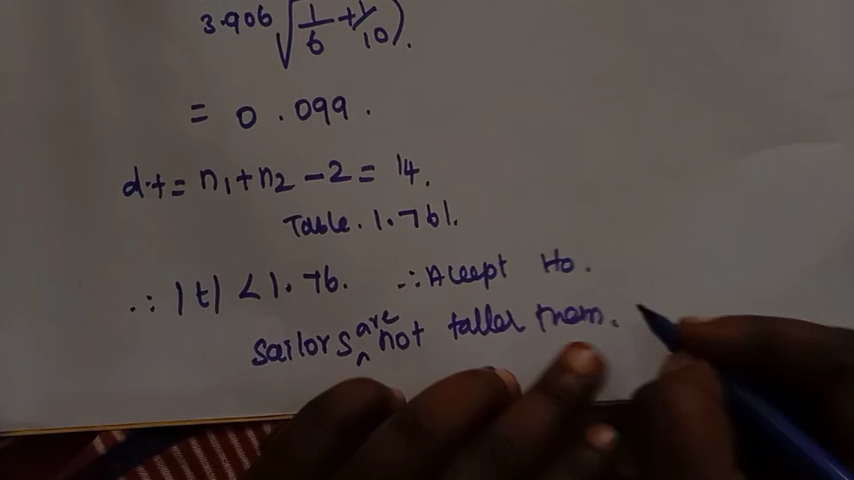 3.906 √(1/6 + 1/10).
= 0.099.
d.f = n₁+n₂ -2 = 14.
Table. 1.761.
∴ |t| < 1.76. ∴ Accept Ho.
Sailors are not taller them.